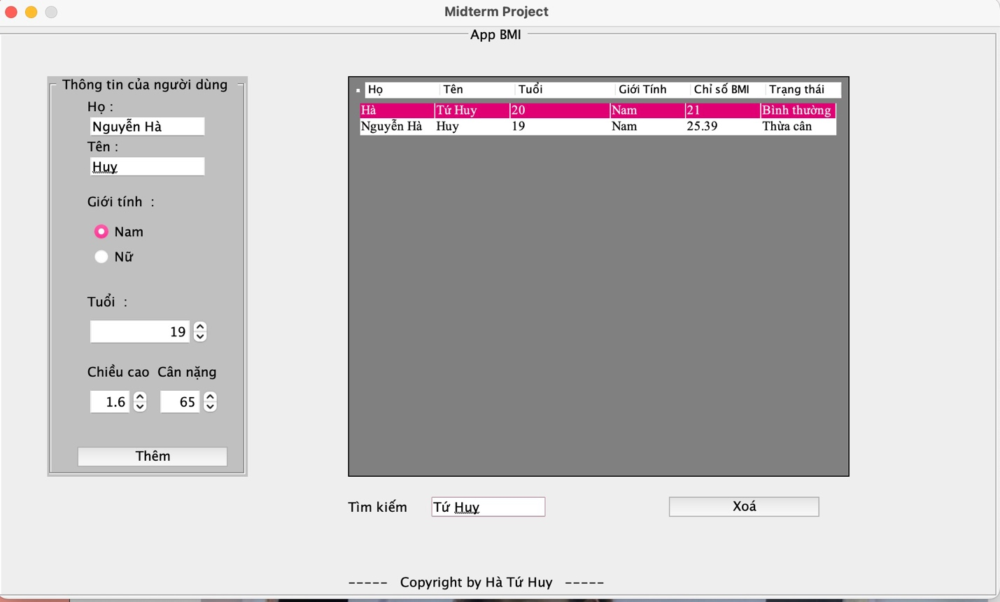 Midterm Project
App BMI
Thông tin của người dùng
Họ :
Nguyễn Hà
Tên :
Huy
Giới tính :
Nam
Nữ
Tuổi :
19
Chiều cao Cân nặng
1.6 65
Thêm
Họ Tên Tuổi Giới Tính Chỉ số BMI Trạng thái
Hà Tứ Huy 20 Nam 21 Bình thường
Nguyễn Hà Huy 19 Nam 25.39 Thừa cân
Tìm kiếm Tứ Huy Xoá
----- Copyright by Hà Tứ Huy -----